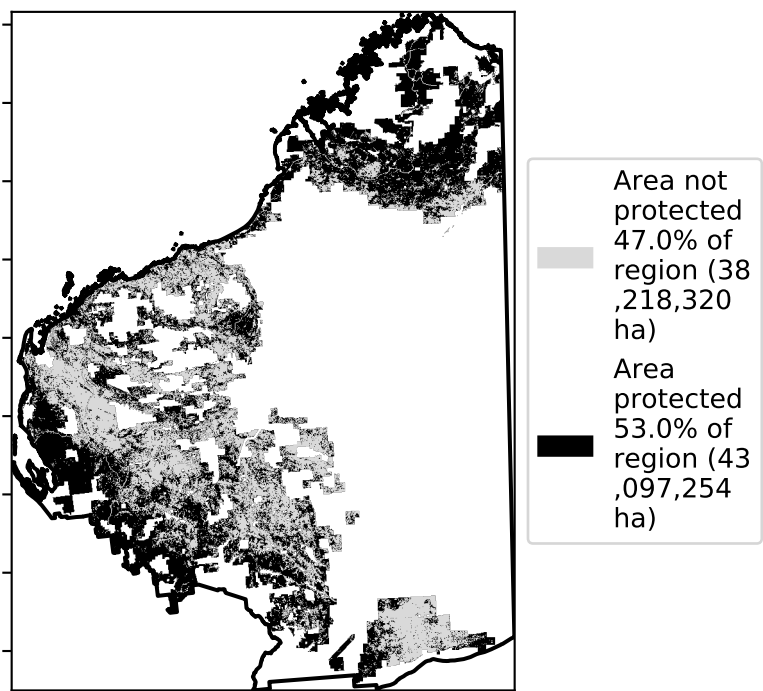 Area not
protected
47.0% of
region (38
,218,320
ha)
Area
protected
53.0% of
region (43
,097,254
ha)